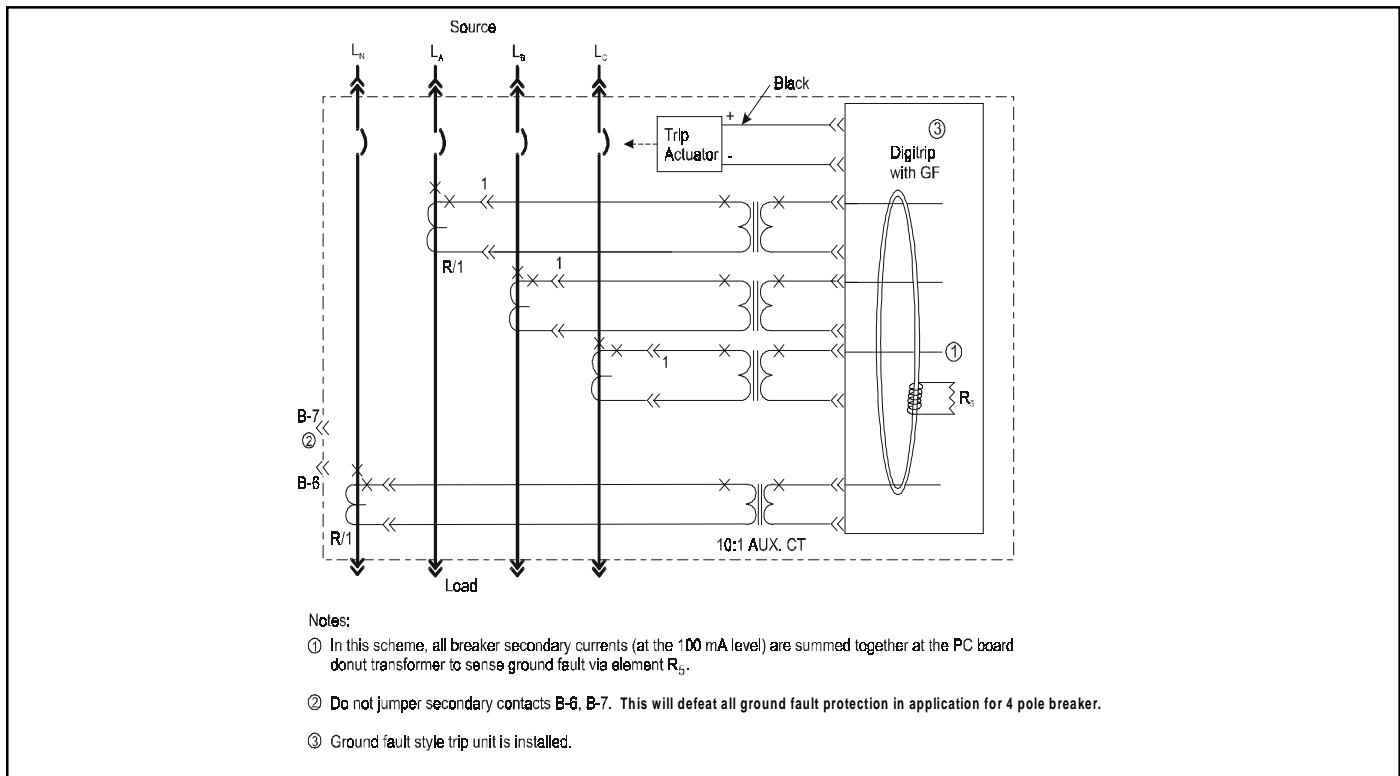 Source
L_N L_A L_B L_C
Black
+
Trip
Actuator
-
③
Digitrip
with GF
1
R/1
1
1
①
R₅
B-7
②
B-6
R/1
10:1 AUX. CT
Load
Notes:
① In this scheme, all breaker secondary currents (at the 100 mA level) are summed together at the PC board
donut transformer to sense ground fault via element R₅.
② Do not jumper secondary contacts B-6, B-7. This will defeat all ground fault protection in application for 4 pole breaker.
③ Ground fault style trip unit is installed.